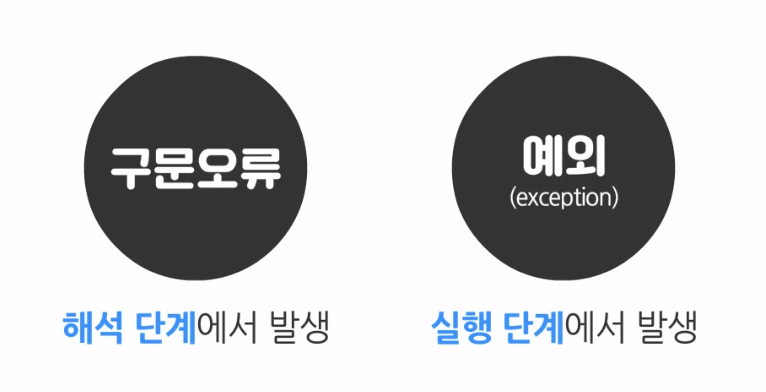 구문오류
예외
(exception)
해석 단계에서 발생
실행 단계에서 발생